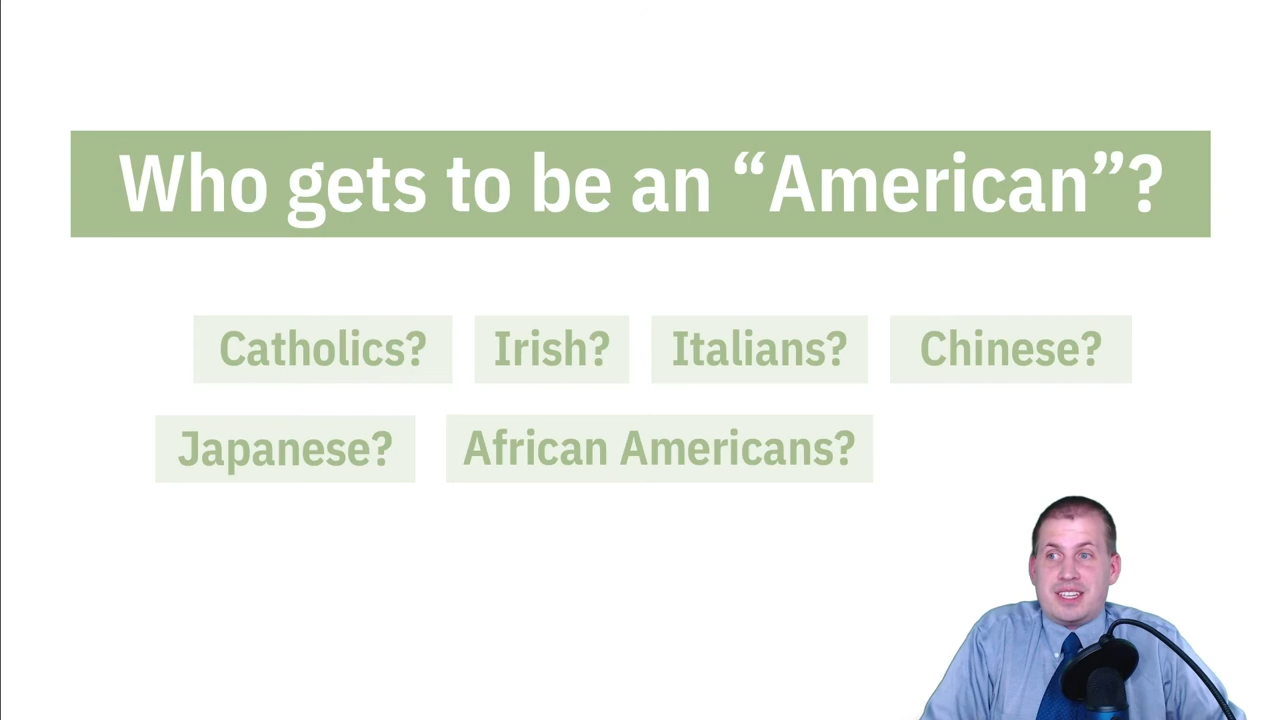 Who gets to be an “American”?
Catholics? Irish? Italians? Chinese?
Japanese? African Americans?